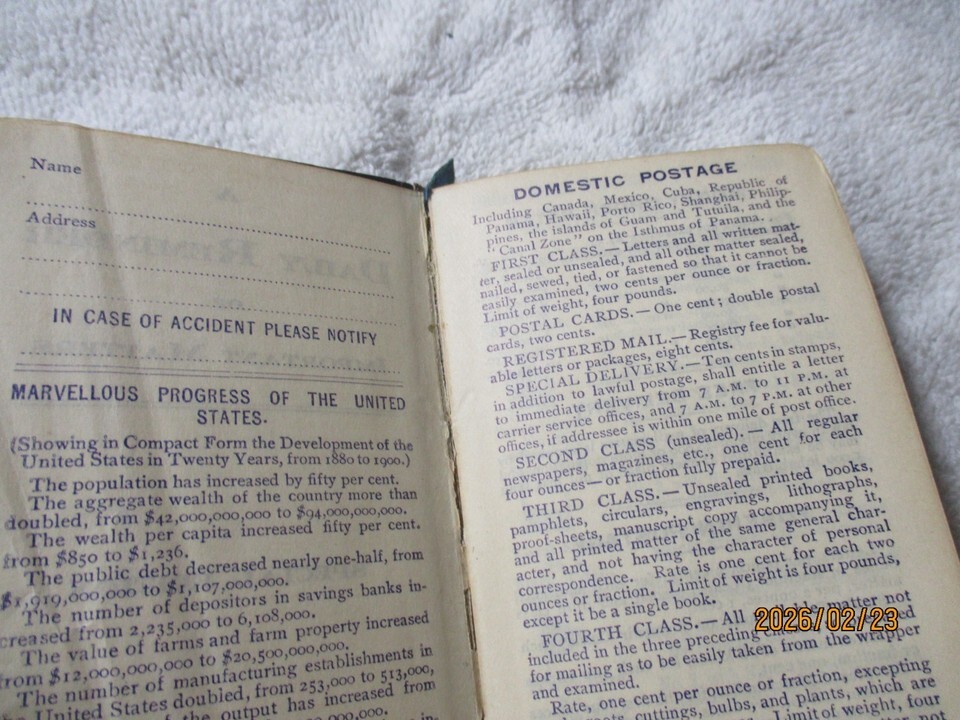 Name
Address
IN CASE OF ACCIDENT PLEASE NOTIFY
MARVELLOUS PROGRESS OF THE UNITED
STATES.
(Showing in Compact Form the Development of the
United States in Twenty Years, from 1880 to 1900.)
The population has increased by fifty per cent.
The aggregate wealth of the country more than
doubled, from $42,000,000,000 to $94,000,000,000.
The wealth per capita increased fifty per cent.
from $850 to $1,236.
The public debt decreased nearly one-half, from
$1,919,000,000 to $1,107,000,000.
The number of depositors in savings banks in-
creased from 2,235,000 to 6,108,000.
The value of farms and farm property increased
from $12,000,000,000 to $20,500,000,000.
The number of manufacturing establishments in
the United States doubled, from 253,000 to 513,000,
of the output has increased from
DOMESTIC POSTAGE
Including Canada, Mexico, Cuba, Republic of
Panama, Hawaii, Porto Rico, Shanghai, Philip-
pines, the islands of Guam and Tutuila, and the
"Canal Zone" on the Isthmus of Panama.
FIRST CLASS.—Letters and all written mat-
ter, sealed or unsealed, and all other matter sealed,
nailed, sewed, tied, or fastened so that it cannot be
easily examined, two cents per ounce or fraction.
Limit of weight, four pounds.
POSTAL CARDS.—One cent; double postal
cards, two cents.
REGISTERED MAIL.—Registry fee for valu-
able letters or packages, eight cents.
SPECIAL DELIVERY.—Ten cents in stamps,
in addition to lawful postage, shall entitle a letter
to immediate delivery from 7 A.M. to 11 P.M. at
carrier service offices, and 7 A.M. to 7 P.M. at other
offices, if addressee is within one mile of post office.
SECOND CLASS (unsealed).—All regular
newspapers, magazines, etc., one cent for each
four ounces—or fraction fully prepaid.
THIRD CLASS.—Unsealed printed books,
pamphlets, circulars, engravings, lithographs,
proof-sheets, manuscript copy accompanying it,
and all printed matter of the same general char-
acter, and not having the character of personal
correspondence. Rate is one cent for each two
ounces or fraction. Limit of weight is four pounds,
except it be a single book.
FOURTH CLASS.—All matter not
included in the three preceding
for mailing as to be easily taken from the wrapper
and examined.
Rate, one cent per ounce or fraction, excepting
cuttings, bulbs, and plants, which are
Limit of weight, four
2026/02/23